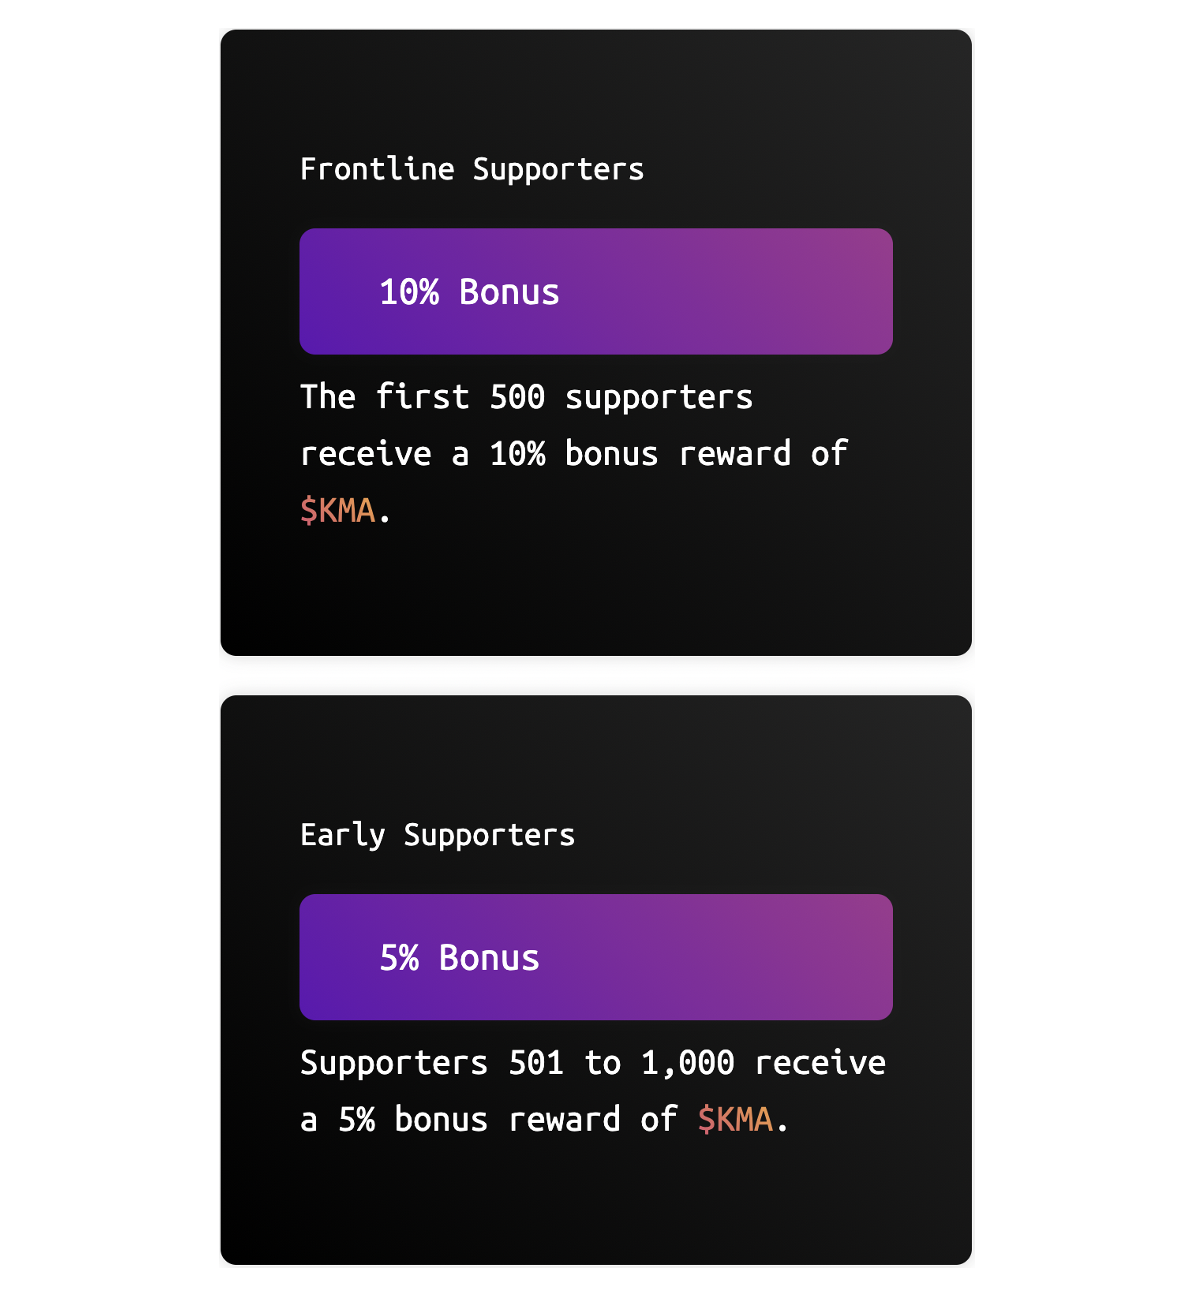 Frontline Supporters
10% Bonus
The first 500 supporters
receive a 10% bonus reward of
$KMA.
Early Supporters
5% Bonus
Supporters 501 to 1,000 receive
a 5% bonus reward of $KMA.